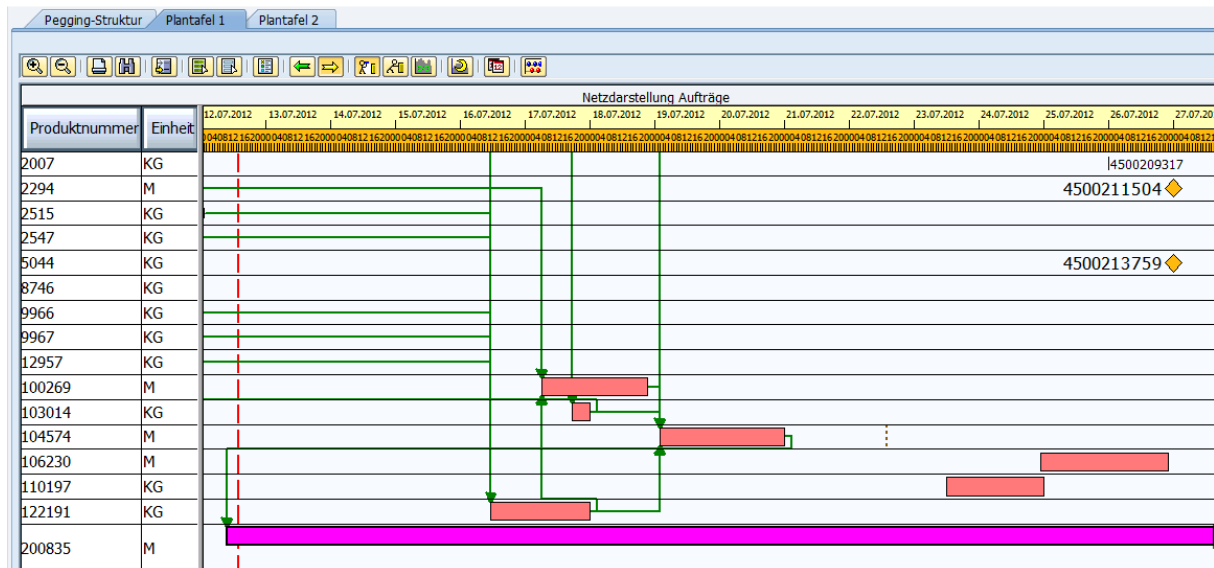 Pegging-Struktur Plantafel 1 Plantafel 2
Netzdarstellung Aufträge
Produktnummer Einheit 12.07.2012 13.07.2012 14.07.2012 15.07.2012 16.07.2012 17.07.2012 18.07.2012 19.07.2012 20.07.2012 21.07.2012 22.07.2012 23.07.2012 24.07.2012 25.07.2012 26.07.2012 27.07.20
2007 KG 4500209317
2294 M 4500211504
2515 KG
2547 KG
5044 KG 4500213759
8746 KG
9966 KG
9967 KG
12957 KG
100269 M
103014 KG
104574 M
106230 M
110197 KG
122191 KG
200835 M